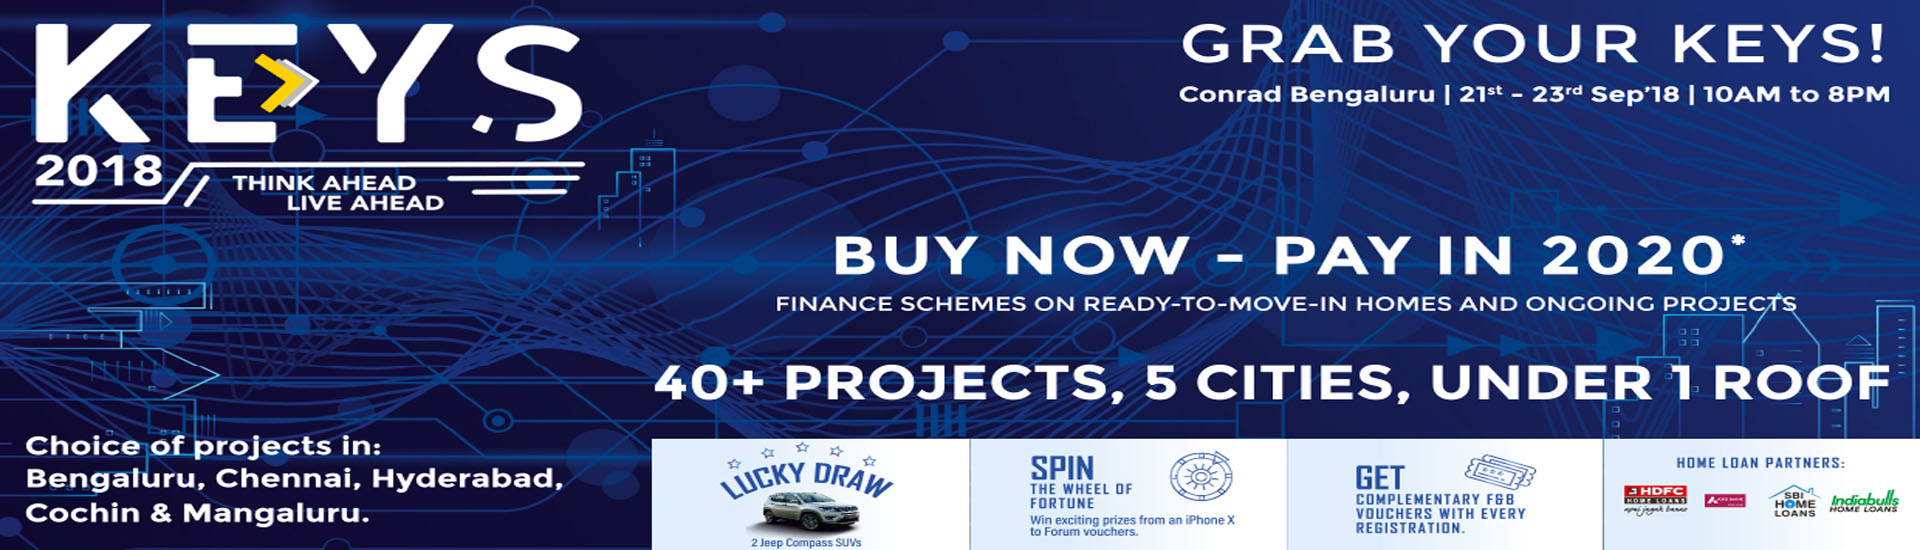 KEYS
2018
THINK AHEAD
LIVE AHEAD
GRAB YOUR KEYS!
Conrad Bengaluru | 21st - 23rd Sep'18 | 10AM to 8PM
BUY NOW - PAY IN 2020*
FINANCE SCHEMES ON READY-TO-MOVE-IN HOMES AND ONGOING PROJECTS
40+ PROJECTS, 5 CITIES, UNDER 1 ROOF
Choice of projects in:
Bengaluru, Chennai, Hyderabad,
Cochin & Mangaluru.
LUCKY DRAW
2 Jeep Compass SUVs
SPIN
THE WHEEL OF
FORTUNE
Win exciting prizes from an iPhone X
to Forum vouchers.
GET
COMPLEMENTARY F&B
VOUCHERS WITH EVERY
REGISTRATION.
HOME LOAN PARTNERS:
HDFC
HOME LOANS
apnijagah banao
AXIS BANK
SBI
HOME
LOANS
Indiabulls
HOME LOANS